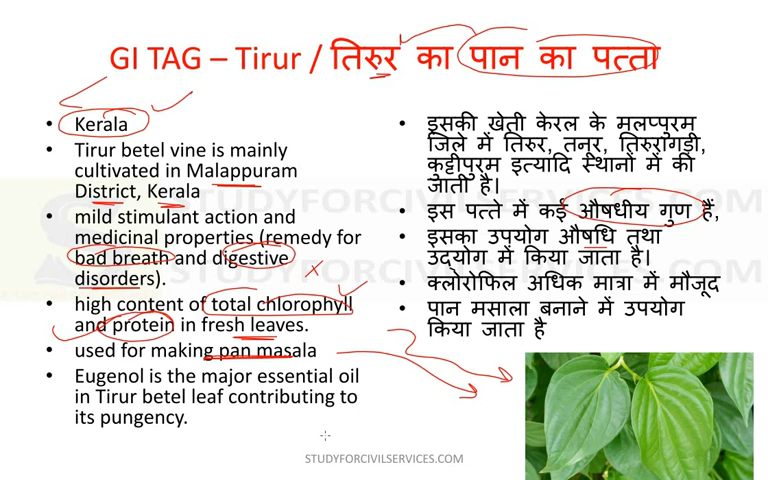 GI TAG – Tirur / तिरुर का पान का पत्ता
• Kerala
• Tirur betel vine is mainly
cultivated in Malappuram
District, Kerala
• mild stimulant action and
medicinal properties (remedy for
bad breath and digestive
disorders).
• high content of total chlorophyll
and protein in fresh leaves.
• used for making pan masala
• Eugenol is the major essential oil
in Tirur betel leaf contributing to
its pungency.
• इसकी खेती केरल के मलप्पुरम
जिले में तिरुर, तनूर, तिरुरांगडी,
कुट्टीपुरम इत्यादि स्थानों में की
जाती है।
• इस पत्ते में कई औषधीय गुण हैं,
• इसका उपयोग औषधि तथा
उद्योग में किया जाता है।
• क्लोरोफिल अधिक मात्रा में मौजूद
• पान मसाला बनाने में उपयोग
किया जाता है
STUDYFORCIVILSERVICES.COM